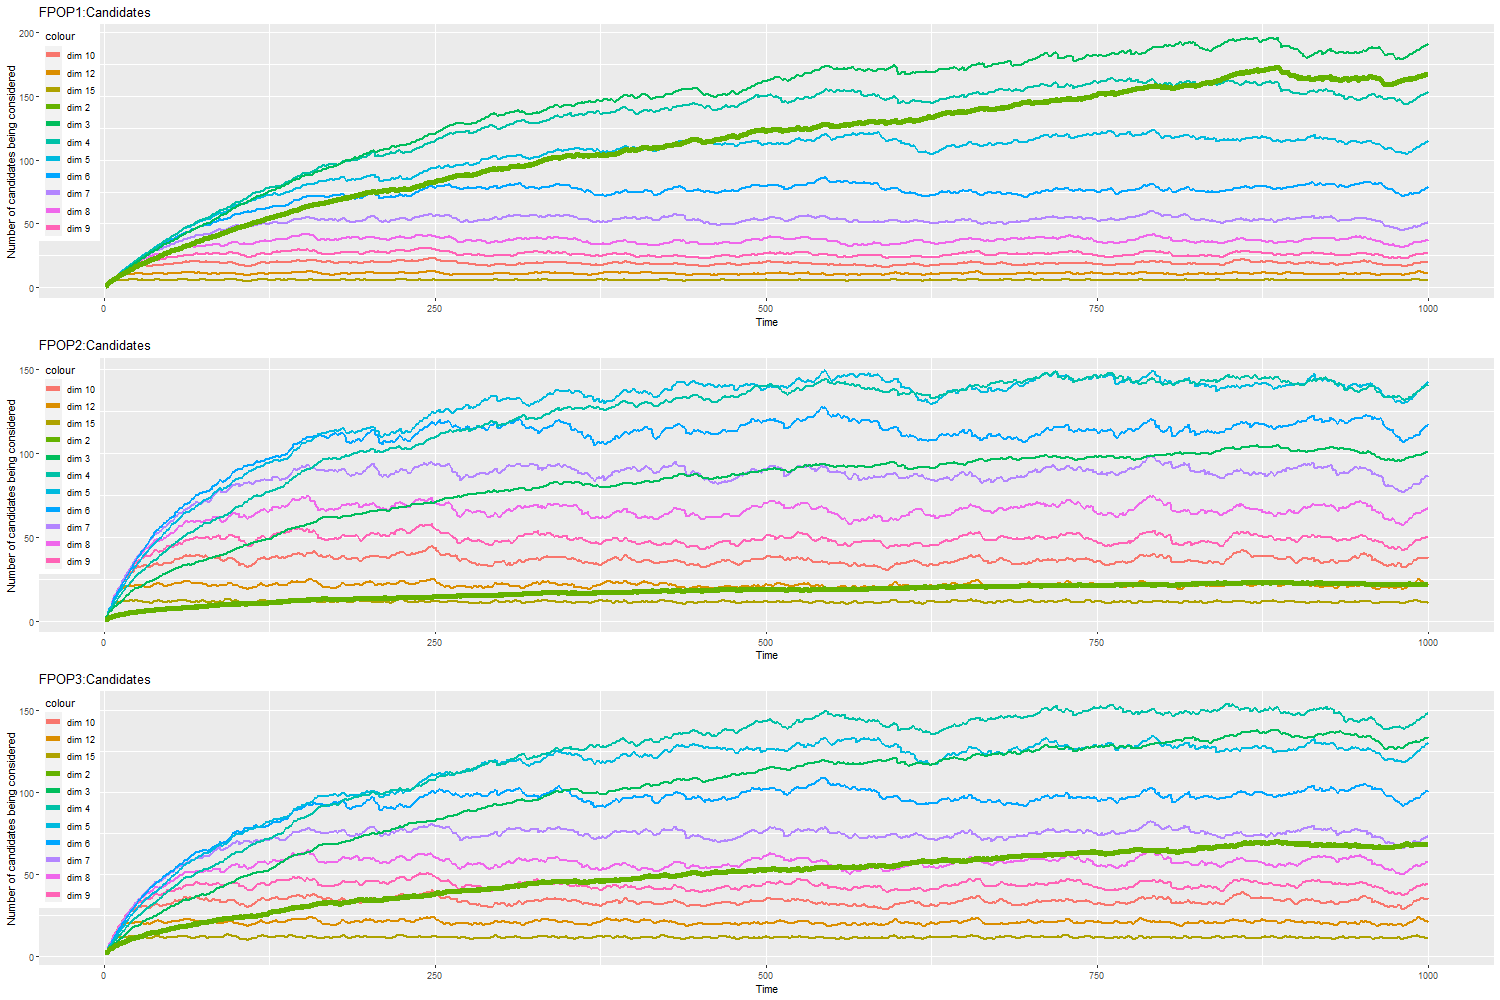 FPOP1:Candidates
Number of candidates being considered
200
150
100
50
0
colour
dim 10
dim 12
dim 15
dim 2
dim 3
dim 4
dim 5
dim 6
dim 7
dim 8
dim 9
0 250 500 750 1000
Time
FPOP2:Candidates
Number of candidates being considered
150
100
50
0
colour
dim 10
dim 12
dim 15
dim 2
dim 3
dim 4
dim 5
dim 6
dim 7
dim 8
dim 9
0 250 500 750 1000
Time
FPOP3:Candidates
Number of candidates being considered
150
100
50
0
colour
dim 10
dim 12
dim 15
dim 2
dim 3
dim 4
dim 5
dim 6
dim 7
dim 8
dim 9
0 250 500 750 1000
Time